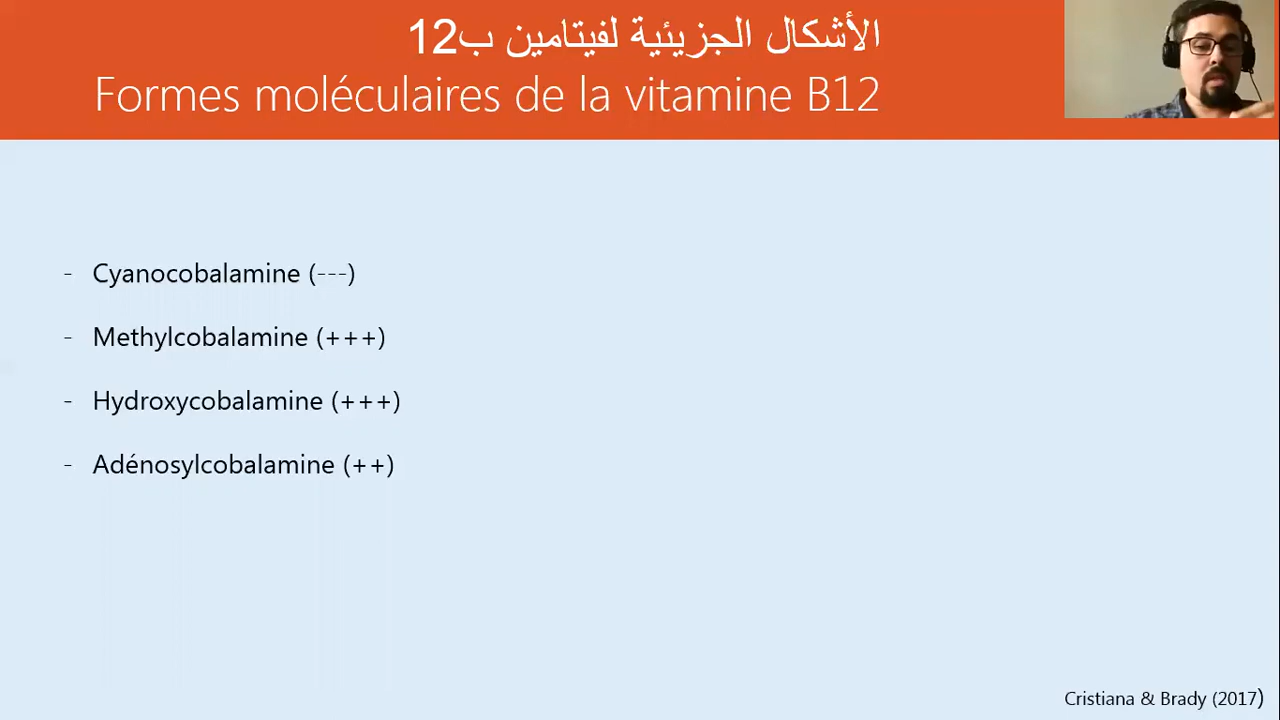 الأشكال الجزيئية لفيتامين ب12
Formes moléculaires de la vitamine B12
- Cyanocobalamine (---)
- Methylcobalamine (+++)
- Hydroxycobalamine (+++)
- Adénosylcobalamine (++)
Cristiana & Brady (2017)